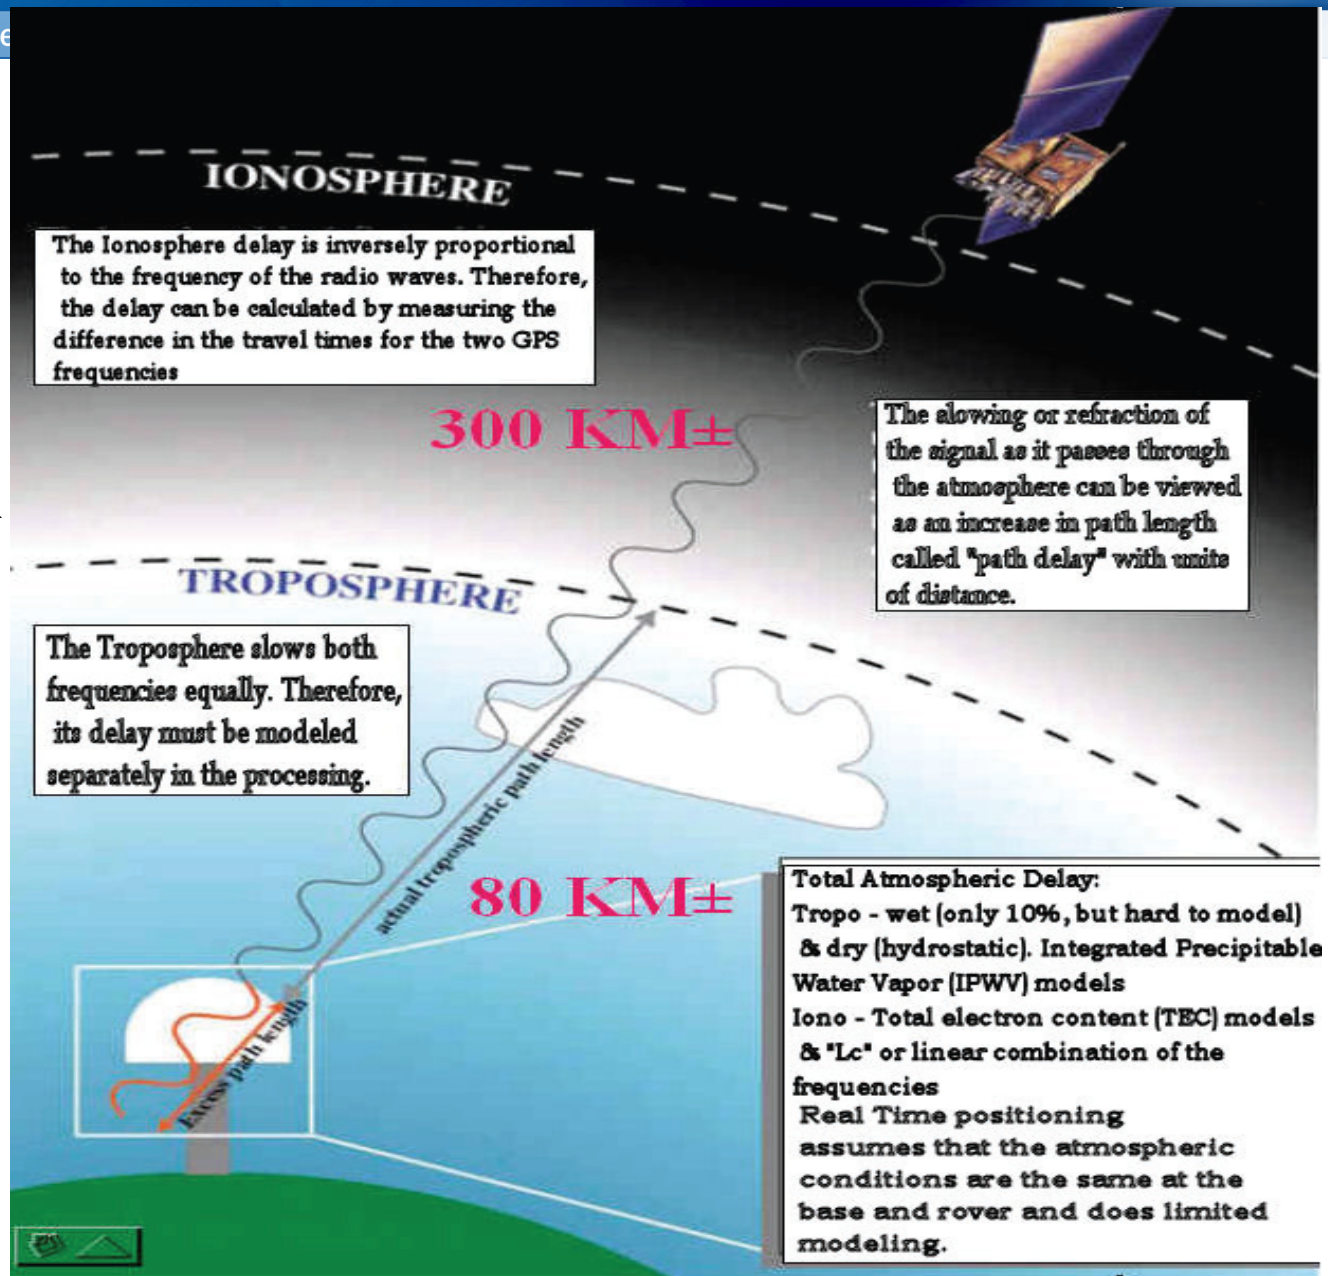 e
IONOSPHERE
The Ionosphere delay is inversely proportional
to the frequency of the radio waves. Therefore,
the delay can be calculated by measuring the
difference in the travel times for the two GPS
frequencies
300 KM±
The slowing or refraction of
the signal as it passes through
the atmosphere can be viewed
as an increase in path length
called "path delay" with units
of distance.
TROPOSPHERE
The Troposphere slows both
frequencies equally. Therefore,
its delay must be modeled
separately in the processing.
actual tropospheric path length
80 KM±
Excess path length
Total Atmospheric Delay:
Tropo - wet (only 10%, but hard to model)
& dry (hydrostatic). Integrated Precipitable
Water Vapor (IPWV) models
Iono - Total electron content (TEC) models
& "Lc" or linear combination of the
frequencies
Real Time positioning
assumes that the atmospheric
conditions are the same at the
base and rover and does limited
modeling.